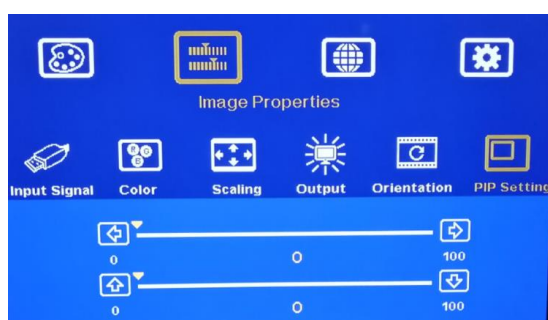 Image Properties
R G B
Input Signal Color Scaling Output Orientation PIP Setting
0 0 100
0 0 100